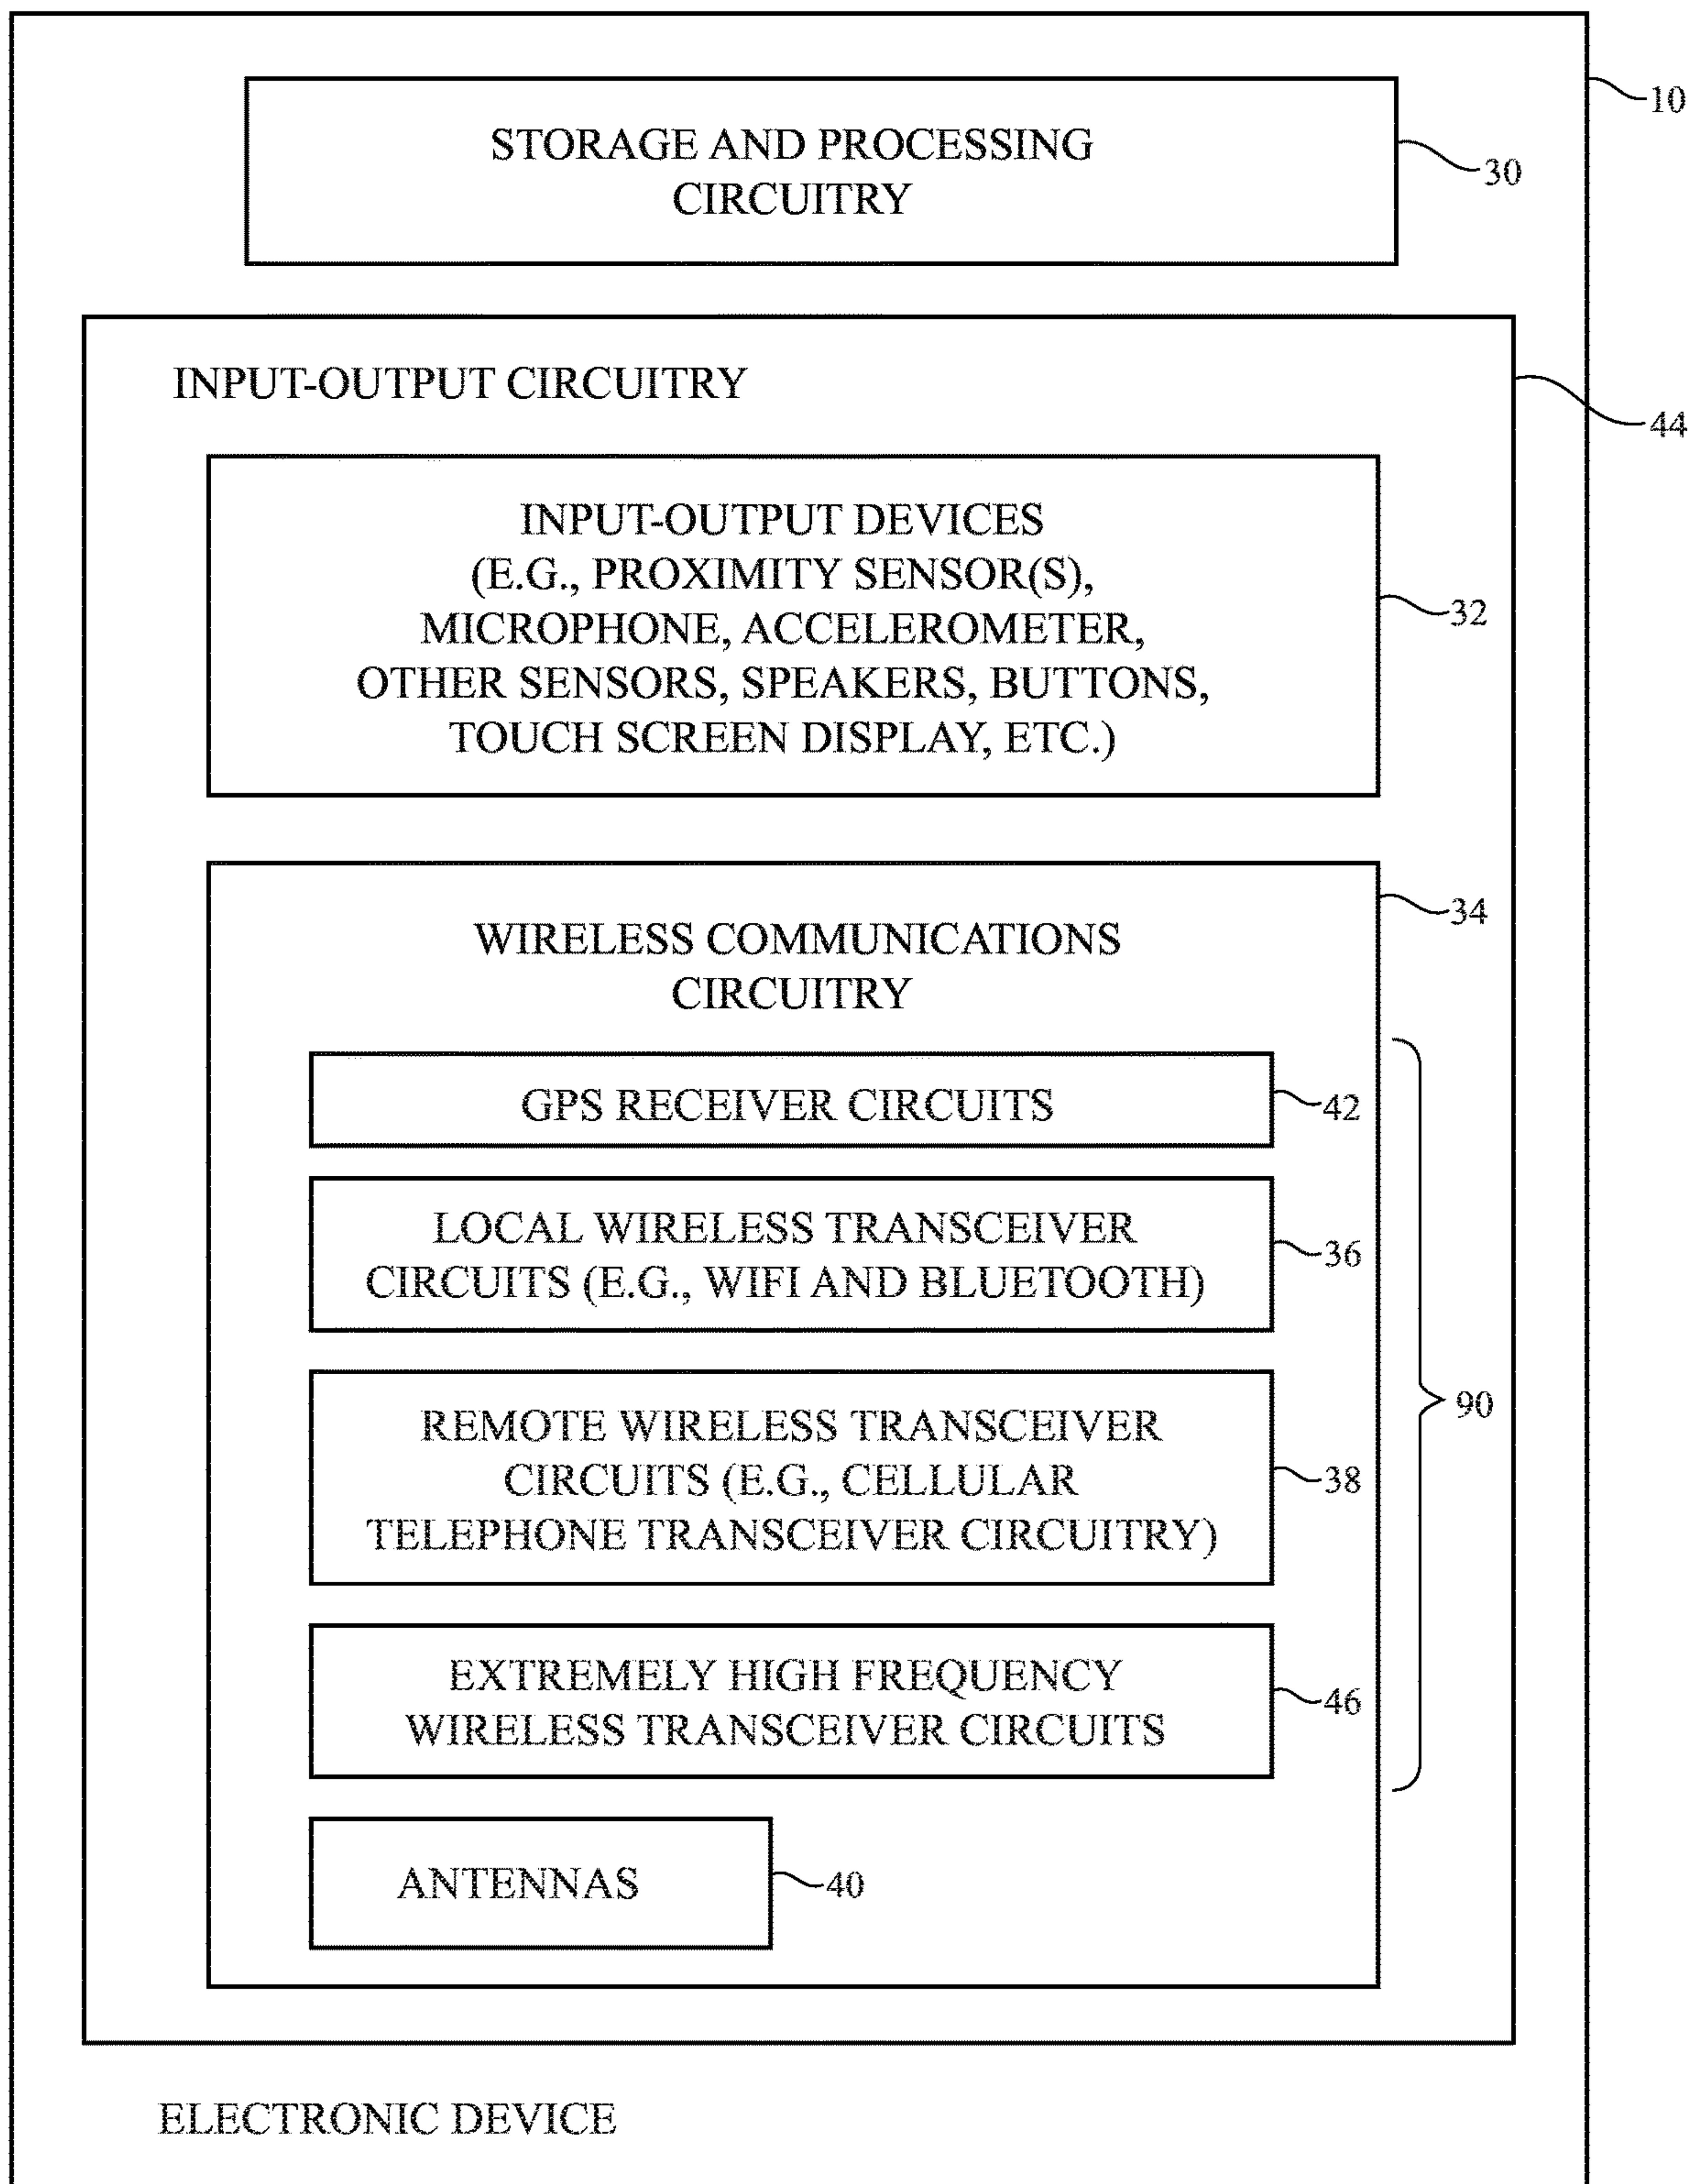 10
STORAGE AND PROCESSING
CIRCUITRY
30
INPUT-OUTPUT CIRCUITRY
44
INPUT-OUTPUT DEVICES
(E.G., PROXIMITY SENSOR(S),
MICROPHONE, ACCELEROMETER,
OTHER SENSORS, SPEAKERS, BUTTONS,
TOUCH SCREEN DISPLAY, ETC.)
32
WIRELESS COMMUNICATIONS
CIRCUITRY
34
GPS RECEIVER CIRCUITS
42
LOCAL WIRELESS TRANSCEIVER
CIRCUITS (E.G., WIFI AND BLUETOOTH)
36
REMOTE WIRELESS TRANSCEIVER
CIRCUITS (E.G., CELLULAR
TELEPHONE TRANSCEIVER CIRCUITRY)
38
90
EXTREMELY HIGH FREQUENCY
WIRELESS TRANSCEIVER CIRCUITS
46
ANTENNAS
40
ELECTRONIC DEVICE